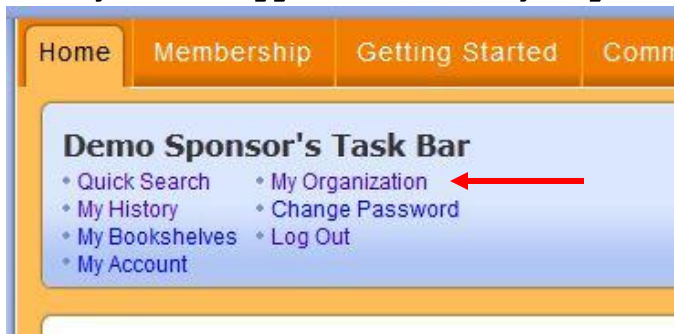 Home Membership Getting Started Comm
Demo Sponsor's Task Bar
• Quick Search • My Organization
• My History • Change Password
• My Bookshelves • Log Out
• My Account